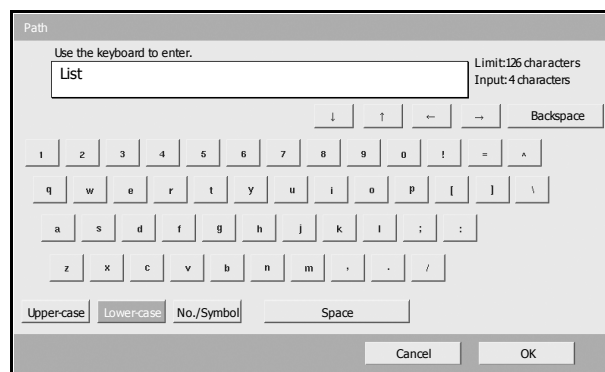 Path
Use the keyboard to enter.
List
Limit:126 characters
Input: 4 characters
↓ ↑ ← → Backspace
1 2 3 4 5 6 7 8 9 0 ! = ^
q w e r t y u i o p [ ] \
a s d f g h j k l ; :
z x c v b n m , . /
Upper-case Lower-case No./Symbol Space
Cancel OK